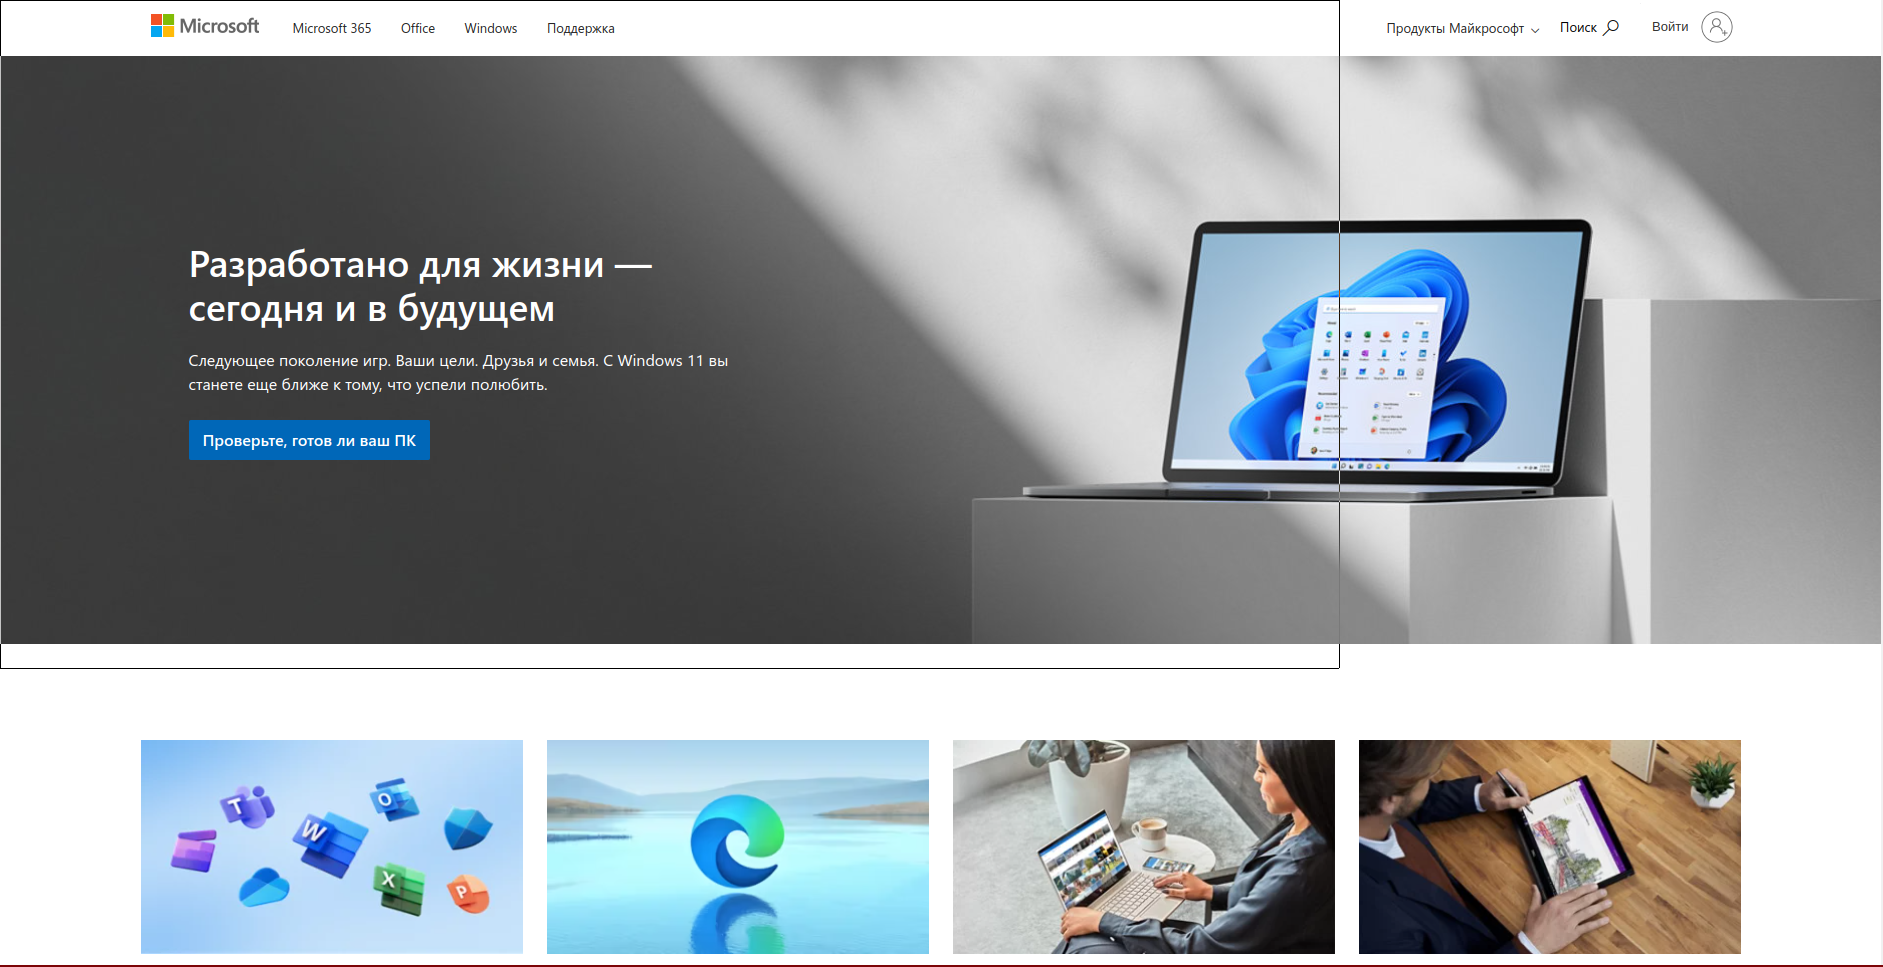 Microsoft
Microsoft 365
Office
Windows
Поддержка
Продукты Майкрософт
Поиск
Войти
Разработано для жизни —
сегодня и в будущем
Следующее поколение игр. Ваши цели. Друзья и семья. С Windows 11 вы
станете еще ближе к тому, что успели полюбить.
Проверьте, готов ли ваш ПК
T
O
W
X
P